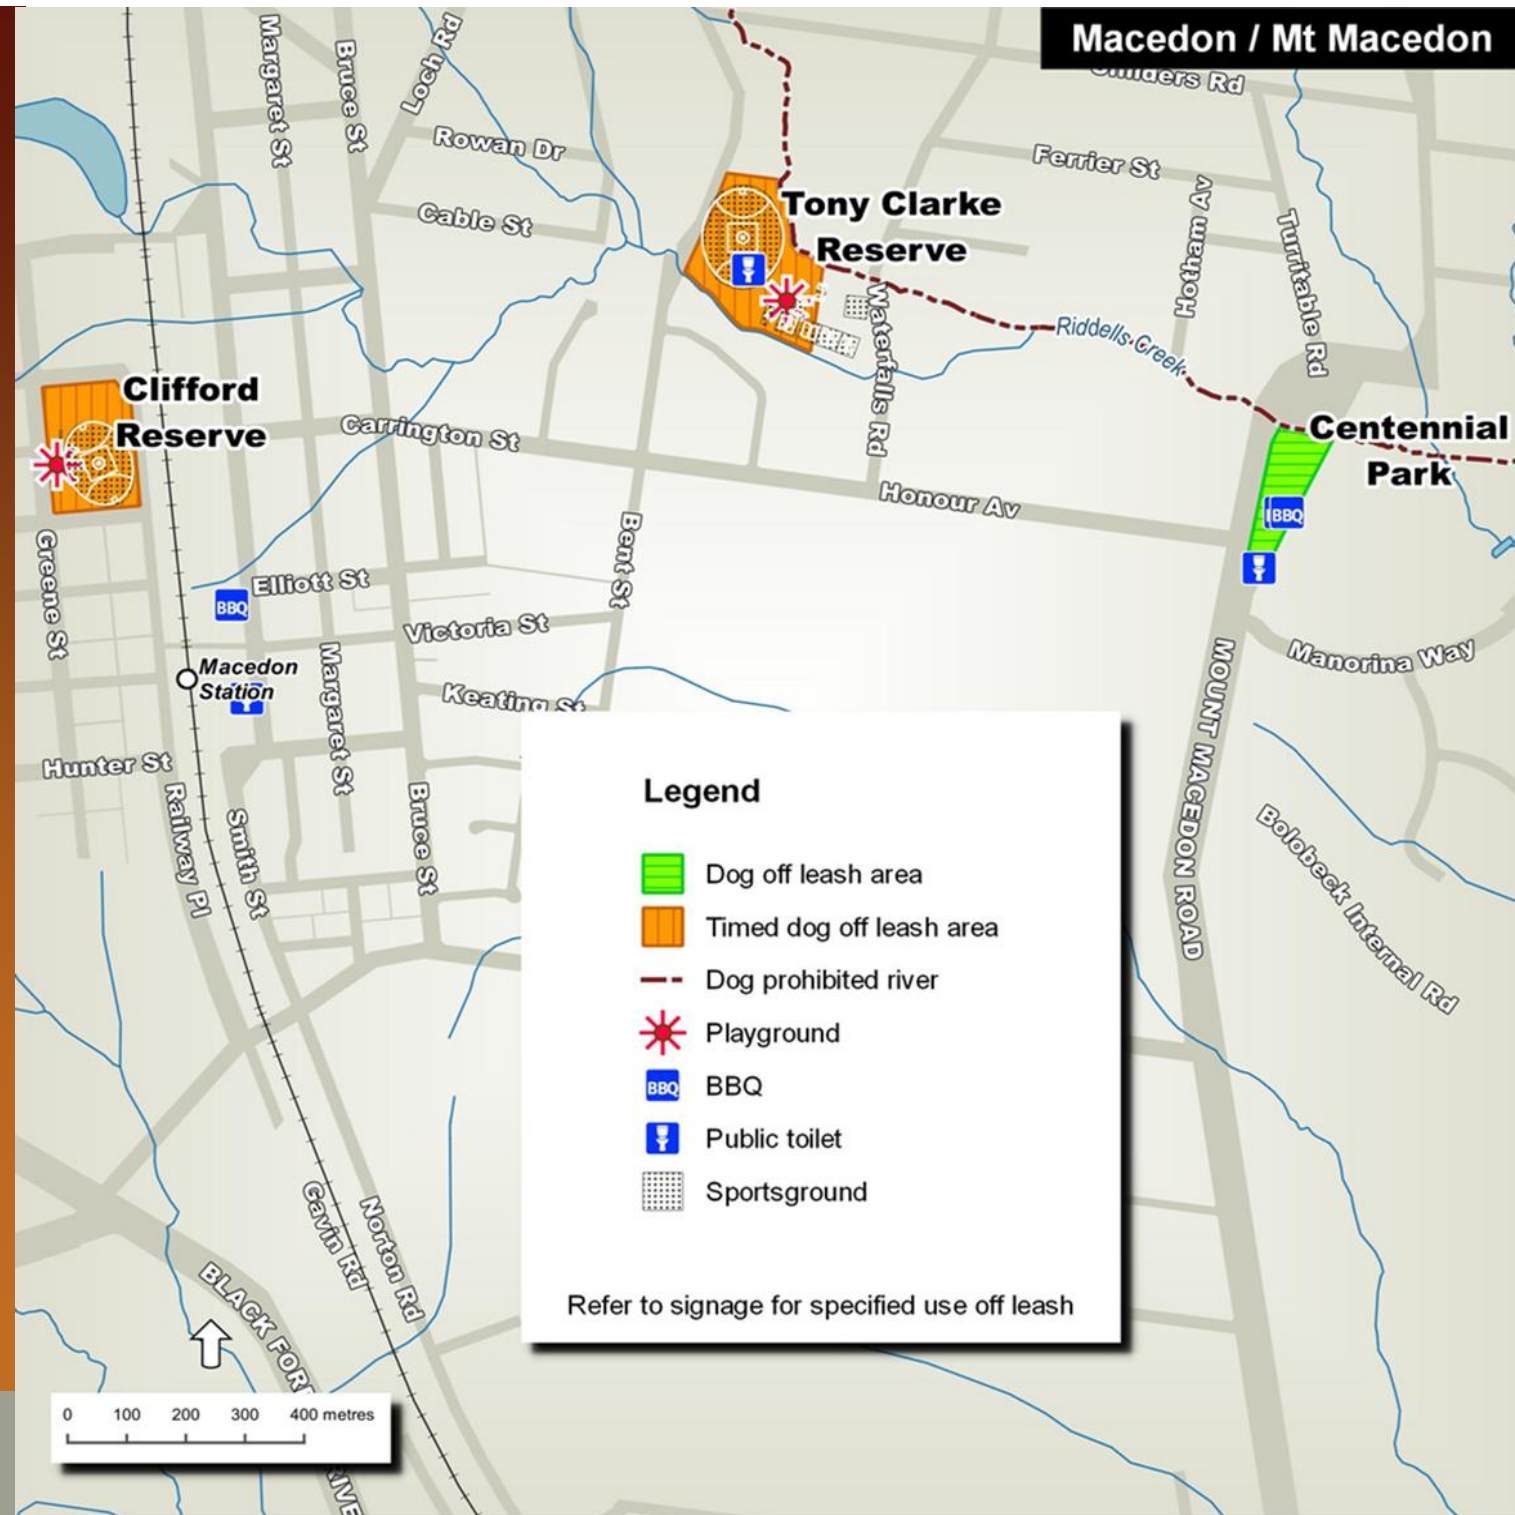 Macedon / Mt Macedon
Margaret St
Bruce St
Loch Rd
Rowan Dr
Cable St
Childers Rd
Ferrier St
Hotham Av
Turritable Rd
Tony Clarke
Reserve
Waterfalls Rd
Riddells Creek
Clifford
Reserve
Carrington St
Honour Av
Centennial
Park
BBQ
Greene St
Elliott St
BBQ
Bent St
Victoria St
Macedon
Station
Margaret St
Keating St
Manorina Way
MOUNT MACEDON ROAD
Hunter St
Railway Pl
Smith St
Bruce St
Bolobeck Internal Rd
Legend
Dog off leash area
Timed dog off leash area
Dog prohibited river
Playground
BBQ BBQ
Public toilet
Sportsground
Refer to signage for specified use off leash
Gavin Rd
Norton Rd
BLACK
0 100 200 300 400 metres